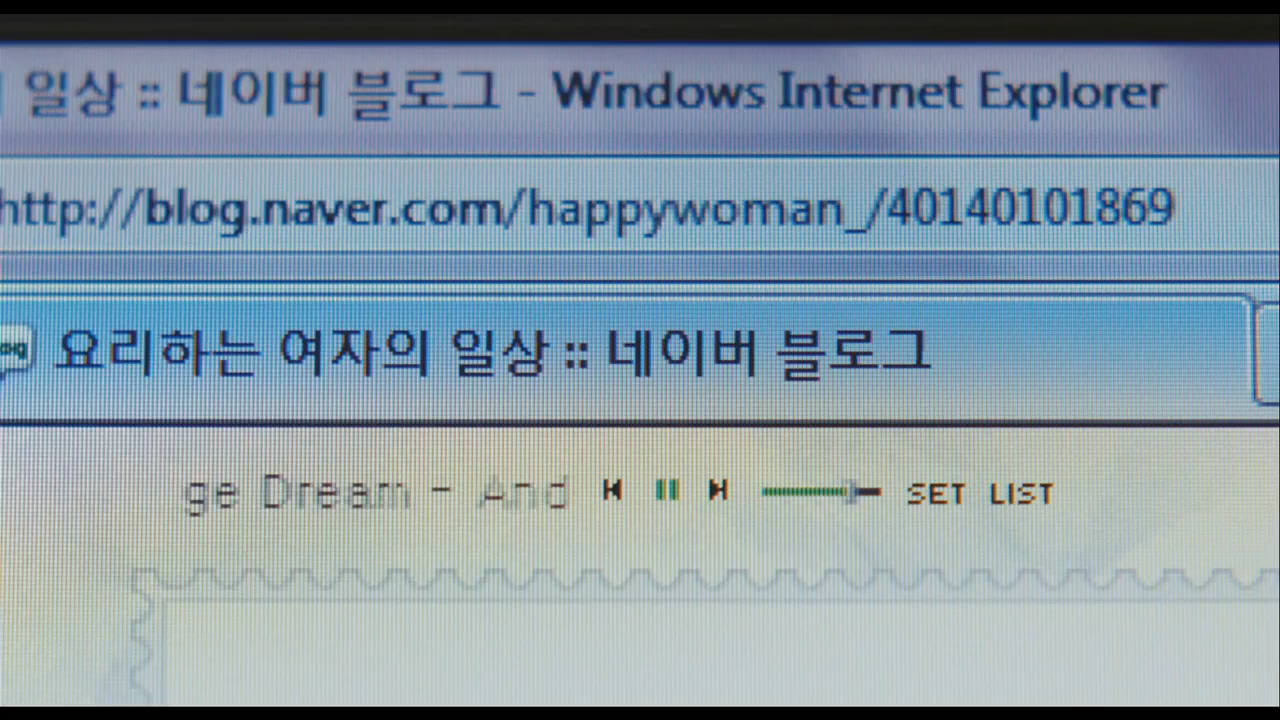 일상 :: 네이버 블로그 - Windows Internet Explorer
http://blog.naver.com/happywoman_/40140101869
요리하는 여자의 일상 :: 네이버 블로그
ge Dream - And SET LIST